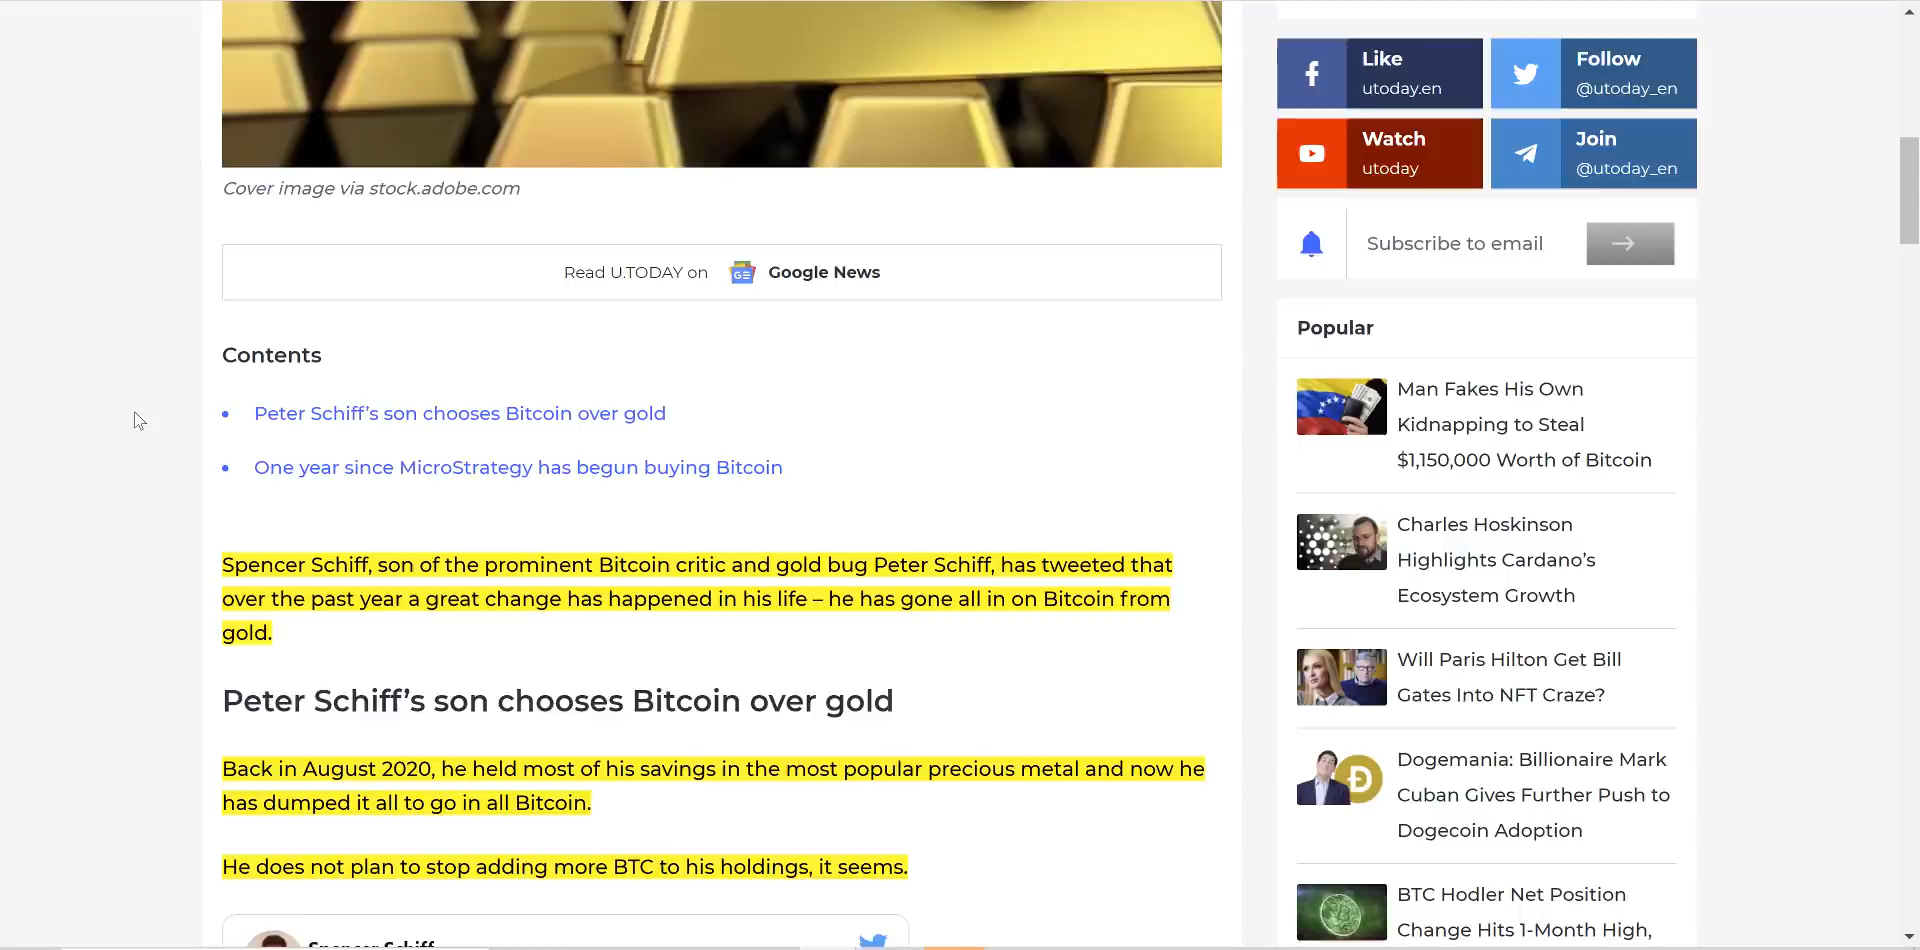 Cover image via stock.adobe.com
Read U.TODAY on GE Google News
Contents
Peter Schiff’s son chooses Bitcoin over gold
One year since MicroStrategy has begun buying Bitcoin
Spencer Schiff, son of the prominent Bitcoin critic and gold bug Peter Schiff, has tweeted that
over the past year a great change has happened in his life – he has gone all in on Bitcoin from
gold.
Peter Schiff’s son chooses Bitcoin over gold
Back in August 2020, he held most of his savings in the most popular precious metal and now he
has dumped it all to go in all Bitcoin.
He does not plan to stop adding more BTC to his holdings, it seems.
Spencer Schiff
Like
utoday.en
Follow
@utoday_en
Watch
utoday
Join
@utoday_en
Subscribe to email
Popular
Man Fakes His Own
Kidnapping to Steal
$1,150,000 Worth of Bitcoin
Charles Hoskinson
Highlights Cardano’s
Ecosystem Growth
Will Paris Hilton Get Bill
Gates Into NFT Craze?
Dogemania: Billionaire Mark
Cuban Gives Further Push to
Dogecoin Adoption
BTC Hodler Net Position
Change Hits 1-Month High,